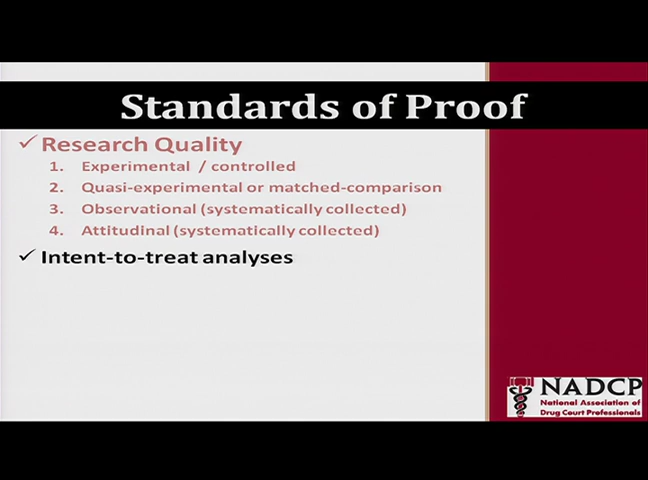 Standards of Proof
✓ Research Quality
1. Experimental / controlled
2. Quasi-experimental or matched-comparison
3. Observational (systematically collected)
4. Attitudinal (systematically collected)
✓ Intent-to-treat analyses
NADCP
National Association of
Drug Court Professionals